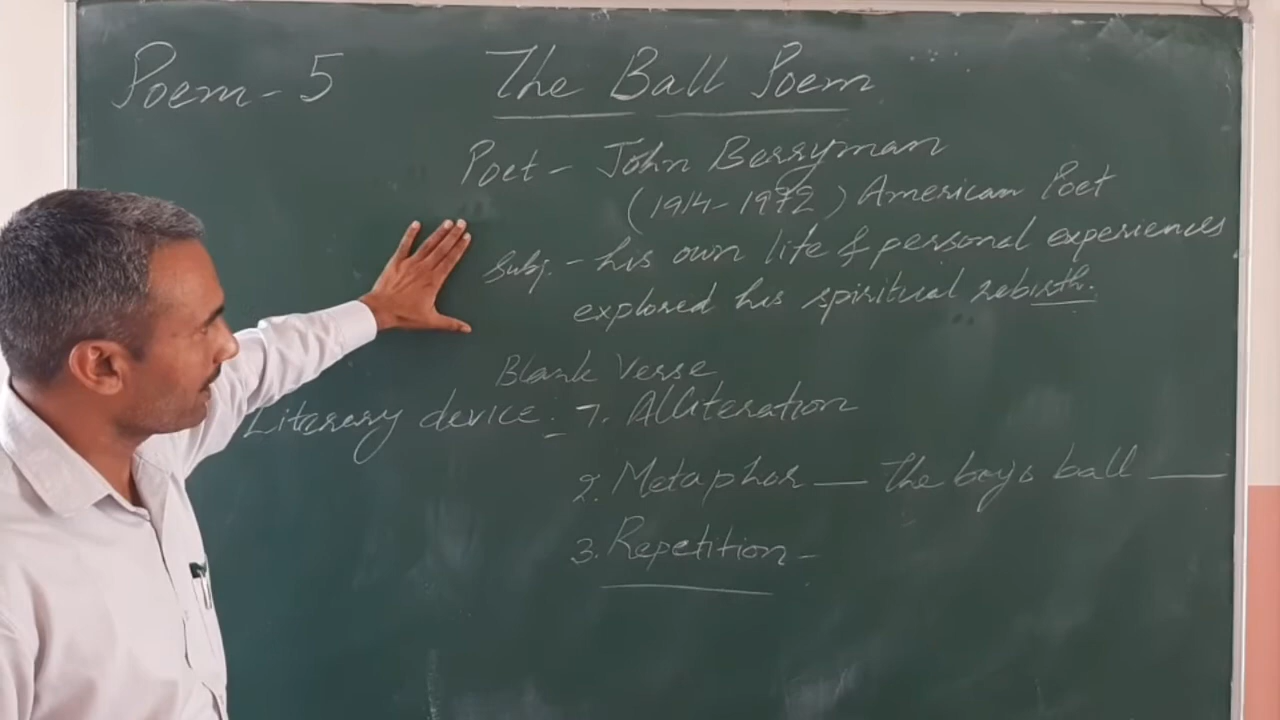 Poem - 5 The Ball Poem
Poet - John Berryman
(1914-1972) American Poet
Subj. - his own life & personal experiences
explored his spiritual rebirth.
Blank Verse
Literary device :- 1. Alliteration
2. Metaphor — The boy's ball —
3. Repetition -